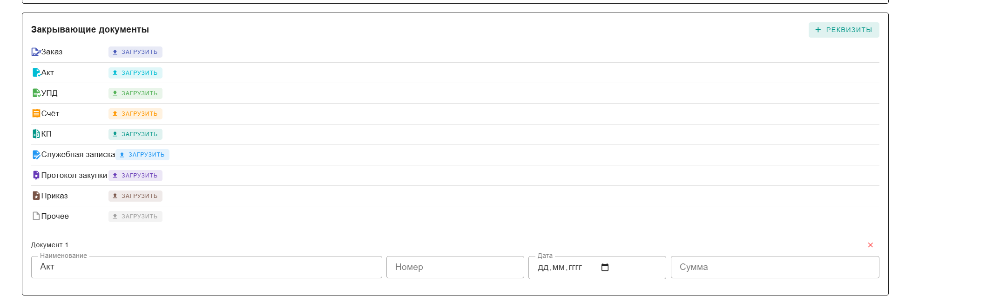 Закрывающие документы
+ РЕКВИЗИТЫ
Заказ ЗАГРУЗИТЬ
Акт ЗАГРУЗИТЬ
УПД ЗАГРУЗИТЬ
Счёт ЗАГРУЗИТЬ
КП ЗАГРУЗИТЬ
Служебная записка ЗАГРУЗИТЬ
Протокол закупки ЗАГРУЗИТЬ
Приказ ЗАГРУЗИТЬ
Прочее ЗАГРУЗИТЬ
Документ 1
Наименование Дата
Акт Номер дд.мм.гггг Сумма